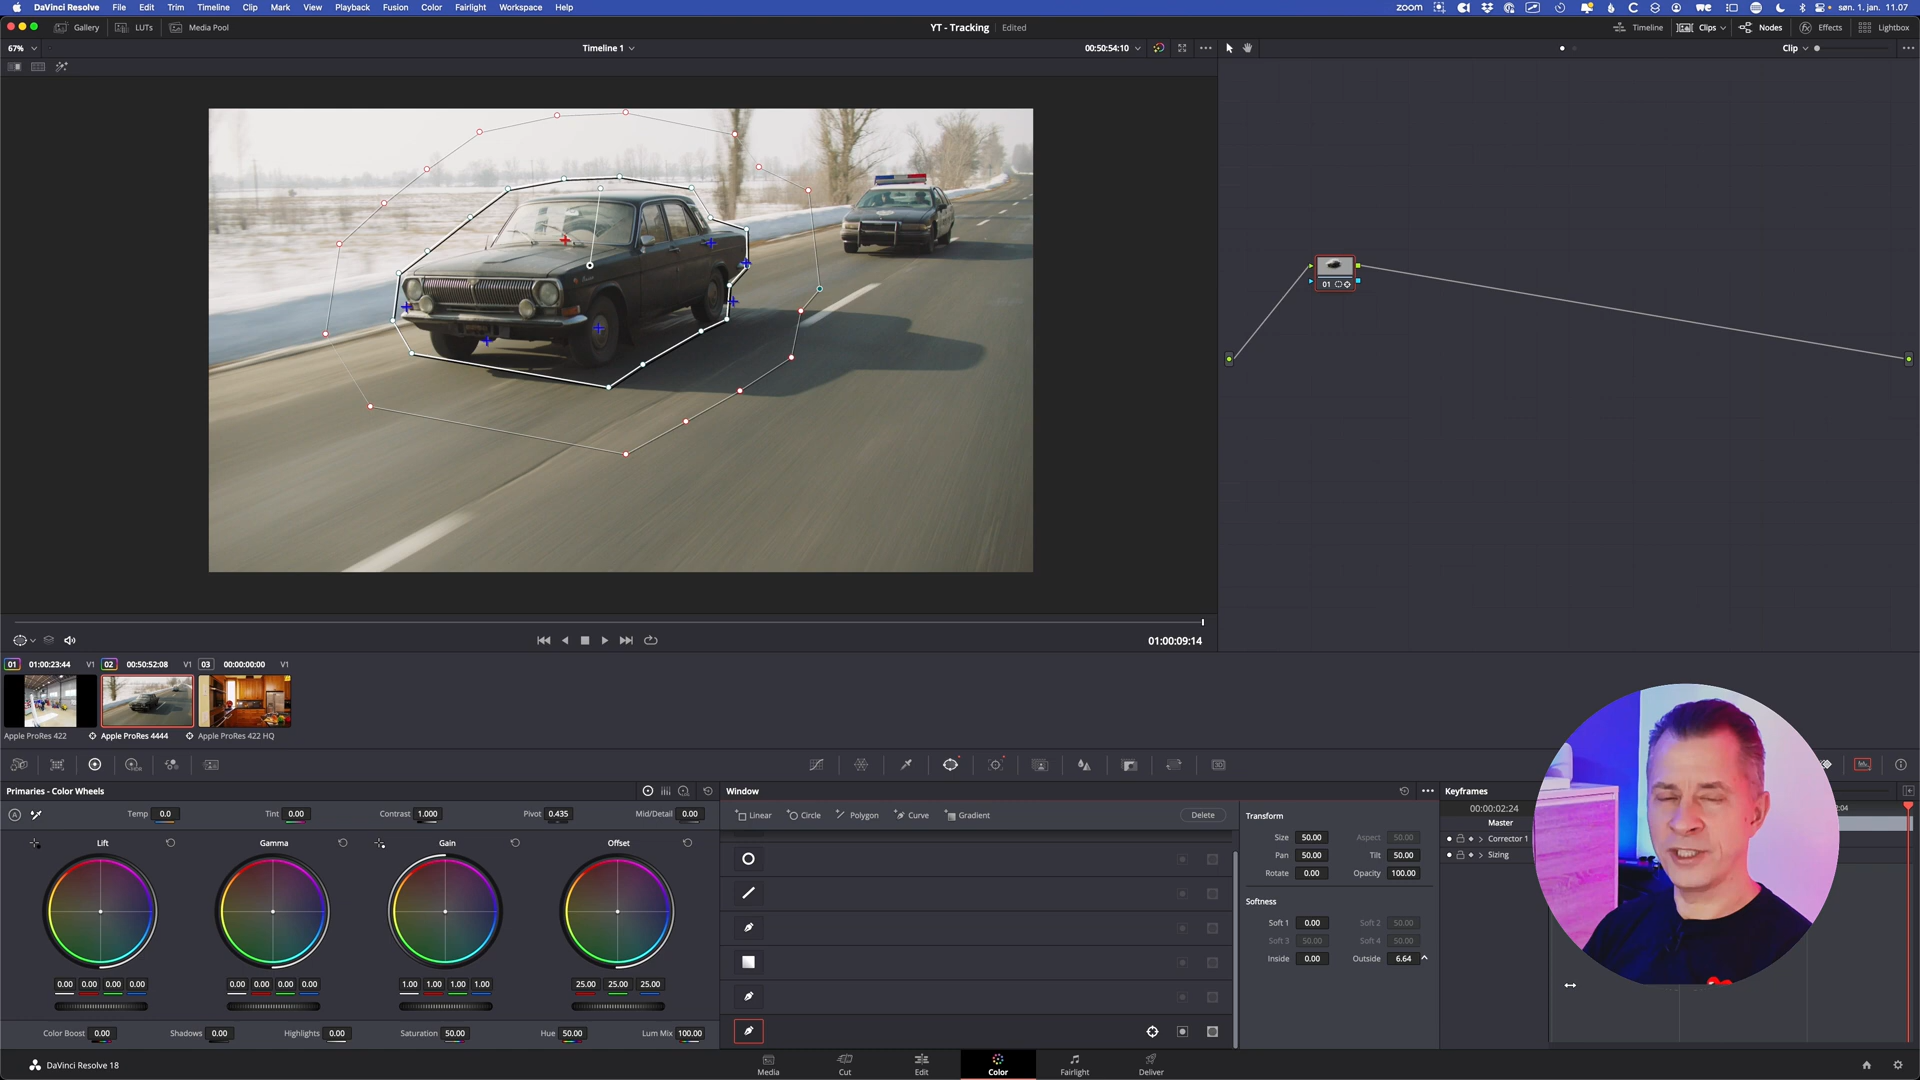 DaVinci Resolve File Edit Trim Timeline Clip Mark View Playback Fusion Color Fairlight Workspace Help
zoom søn. 1. jan. 11.07
Gallery LUTs Media Pool YT - Tracking Edited Timeline Clips Nodes Effects Lightbox
67% Timeline 1 00:50:54:10 Clip
01
01:00:09:14
01 01:00:23:44 V1 02 00:50:52:08 V1 03 00:00:00:00 V1
Apple ProRes 422 Apple ProRes 4444 Apple ProRes 422 HQ
Primaries - Color Wheels Window Keyframes
Temp 0.0 Tint 0.00 Contrast 1.000 Pivot 0.435 Mid/Detail 0.00
Linear Circle Polygon Curve Gradient Delete
Transform
00:00:02:24
Master
Size 50.00 Aspect 50.00
Corrector 1
Lift Gamma Gain Offset
Pan 50.00 Tilt 50.00
Sizing
Rotate 0.00 Opacity 100.00
Softness
Soft 1 0.00 Soft 2 50.00
Soft 3 50.00 Soft 4 50.00
Inside 0.00 Outside 6.64
0.00 0.00 0.00 0.00 0.00 0.00 0.00 0.00 1.00 1.00 1.00 1.00 25.00 25.00 25.00
Color Boost 0.00 Shadows 0.00 Highlights 0.00 Saturation 50.00 Hue 50.00 Lum Mix 100.00
DaVinci Resolve 18 Media Cut Edit Color Fairlight Deliver